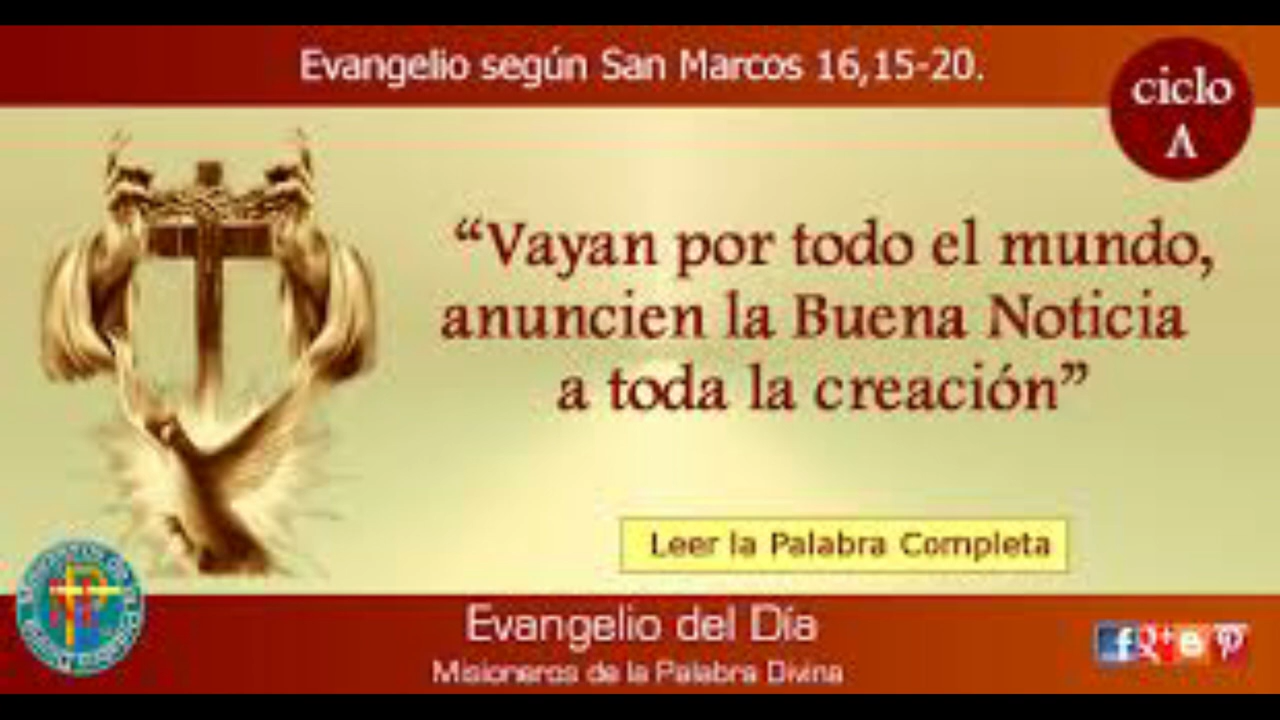 Evangelio según San Marcos 16,15-20.
ciclo
A
“Vayan por todo el mundo,
anuncien la Buena Noticia
a toda la creación”
Leer la Palabra Completa
Evangelio del Día
Misioneros de la Palabra Divina